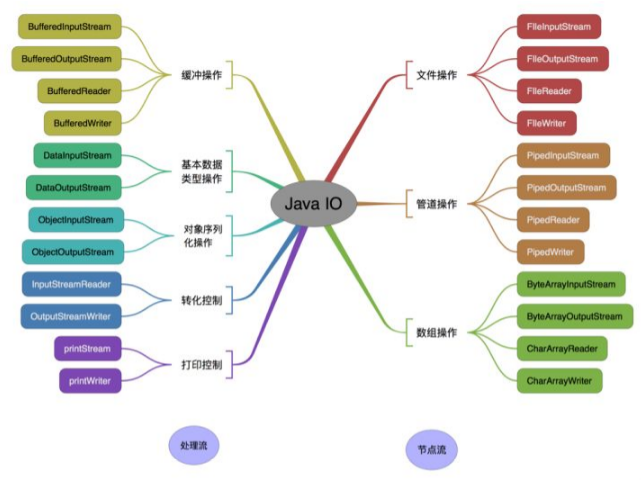 Java IO
缓冲操作
BufferedInputStream
BufferedOutputStream
BufferedReader
BufferedWriter
基本数据
类型操作
DataInputStream
DataOutputStream
对象序列
化操作
ObjectInputStream
ObjectOutputStream
转化控制
InputStreamReader
OutputStreamWriter
打印控制
printStream
printWriter
处理流
文件操作
FIleInputStream
FIleOutputStream
FIleReader
FIleWriter
管道操作
PipedInputStream
PipedOutputStream
PipedReader
PipedWriter
数组操作
ByteArrayInputStream
ByteArrayOutputStream
CharArrayReader
CharArrayWriter
节点流